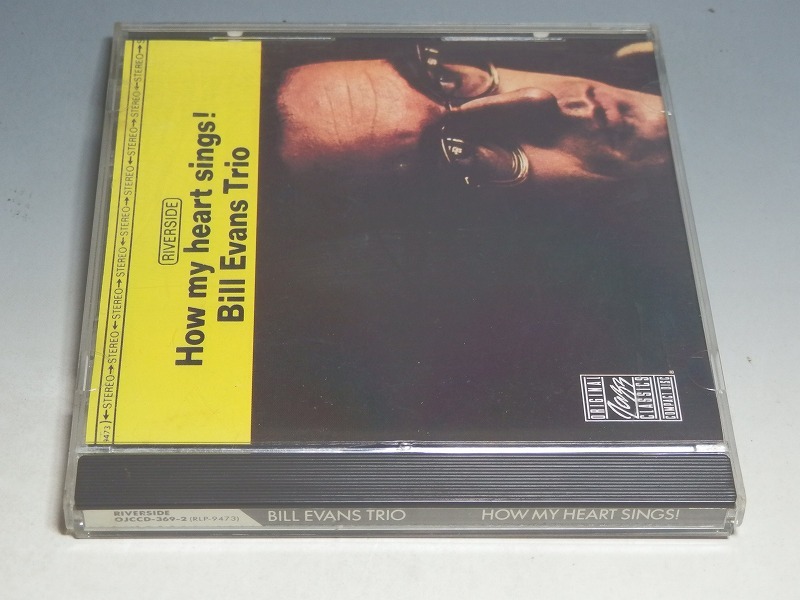 ←STEREO→←STEREO→←STEREO→←STEREO→←STEREO→←STEREO→←STEREO→
9473)
RIVERSIDE
How my heart sings!
Bill Evans Trio
ORIGINAL
Jazz
CLASSICS
COMPACT DISC
®
RIVERSIDE
OJCCD-369-2 (RLP-9473)
BILL EVANS TRIO
HOW MY HEART SINGS!